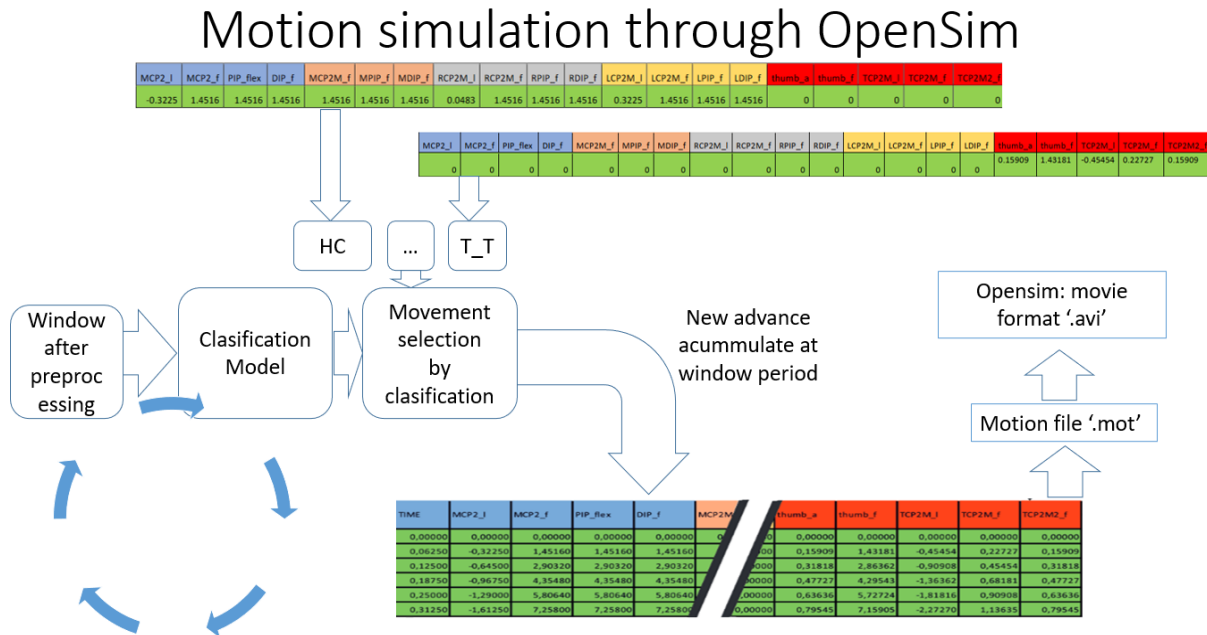 Motion simulation through OpenSim
MCP2_l MCP2_f PIP_flex DIP_f MCP2M_f MPIP_f MDIP_f RCP2M_l RCP2M_f RPIP_f RDIP_f LCP2M_l LCP2M_f LPIP_f LDIP_f thumb_a thumb_f TCP2M_l TCP2M_f TCP2M2_f
-0.3225 1.4516 1.4516 1.4516 1.4516 1.4516 1.4516 0.0483 1.4516 1.4516 1.4516 0.3225 1.4516 1.4516 1.4516 0 0 0 0 0
MCP2_l MCP2_f PIP_flex DIP_f MCP2M_f MPIP_f MDIP_f RCP2M_l RCP2M_f RPIP_f RDIP_f LCP2M_l LCP2M_f LPIP_f LDIP_f thumb_a thumb_f TCP2M_l TCP2M_f TCP2M2_f
0 0 0 0 0 0 0 0 0 0 0 0 0 0 0 0.15909 1,43181 -0.45454 0.22727 0.15909
HC
...
T_T
Window
after
preproc
essing
Clasification
Model
Movement
selection
by
clasification
New advance
acummulate at
window period
Opensim: movie
format ‘.avi’
Motion file ‘.mot’
TIME MCP2_l MCP2_f PIP_flex DIP_f MCP2M thumb_a thumb_f TCP2M_l TCP2M_f TCP2M2_f
0,00000 0,00000 0,00000 0,00000 0,00000 0,00000 0,00000 0,00000 0,00000 0,00000
0,06250 -0,32250 1,45160 1,45160 1,45160 0,15909 1,43181 -0,45454 0,22727 0,15909
0,12500 -0,64500 2,90320 2,90320 2,90320 0,31818 2,86362 -0,90908 0,45454 0,31818
0,18750 -0,96750 4,35480 4,35480 4,35480 0,47727 4,29543 -1,36362 0,68181 0,47727
0,25000 -1,29000 5,80640 5,80640 5,80640 0,63636 5,72724 -1,81816 0,90908 0,63636
0,31250 -1,61250 7,25800 7,25800 7,25800 0,79545 7,15905 -2,27270 1,13635 0,79545